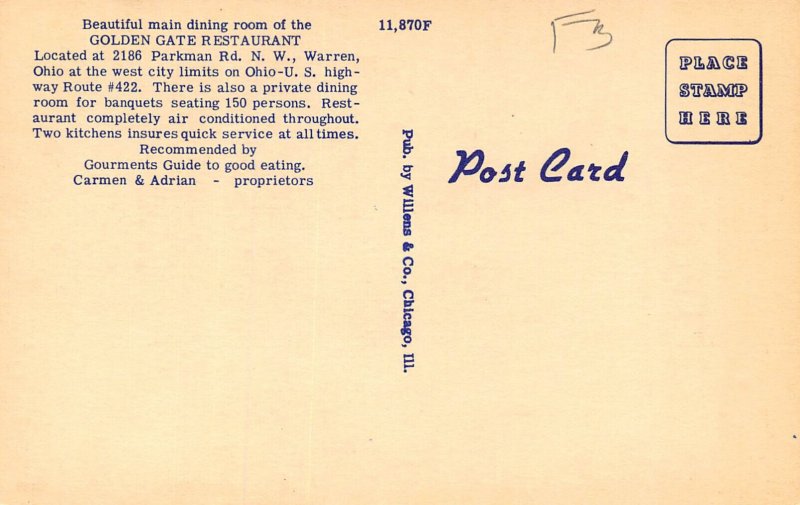 Beautiful main dining room of the
GOLDEN GATE RESTAURANT
Located at 2186 Parkman Rd. N. W., Warren,
Ohio at the west city limits on Ohio-U. S. high-
way Route #422. There is also a private dining
room for banquets seating 150 persons. Rest-
aurant completely air conditioned throughout.
Two kitchens insures quick service at all times.
Recommended by
Gourments Guide to good eating.
Carmen & Adrian - proprietors
11,870F
Pub. by Willens & Co., Chicago, Ill.
Post Card
PLACE
STAMP
HERE